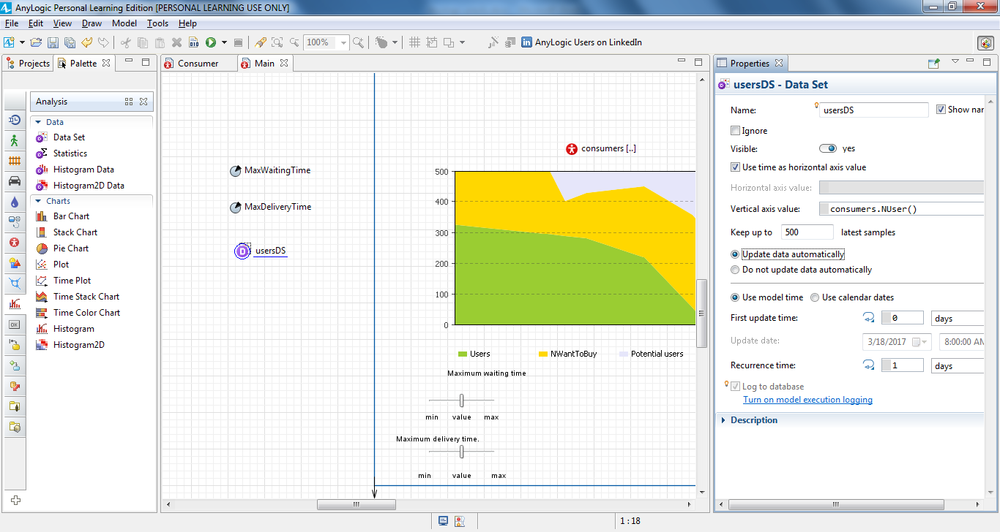 AnyLogic Personal Learning Edition [PERSONAL LEARNING USE ONLY]
File Edit View Draw Model Tools Help
100% AnyLogic Users on LinkedIn
Projects Palette
Analysis
Data
Data Set
Statistics
Histogram Data
Histogram2D Data
Charts
Bar Chart
Stack Chart
Pie Chart
Plot
Time Plot
Time Stack Chart
Time Color Chart
Histogram
Histogram2D
Consumer Main
MaxWaitingTime
MaxDeliveryTime
D usersDS
consumers [..]
500
400
300
200
100
0
Users NWantToBuy Potential users
Maximum waiting time
min value max
Maximum delivery time.
min value max
Properties
usersDS - Data Set
Name: usersDS Show nar
Ignore
Visible: yes
Use time as horizontal axis value
Horizontal axis value:
Vertical axis value: consumers.NUser()
Keep up to 500 latest samples
Update data automatically
Do not update data automatically
Use model time Use calendar dates
First update time: 0 days
Update date: 3/18/2017 8:00:00 AM
Recurrence time: 1 days
Log to database
Turn on model execution logging
Description
1 : 18